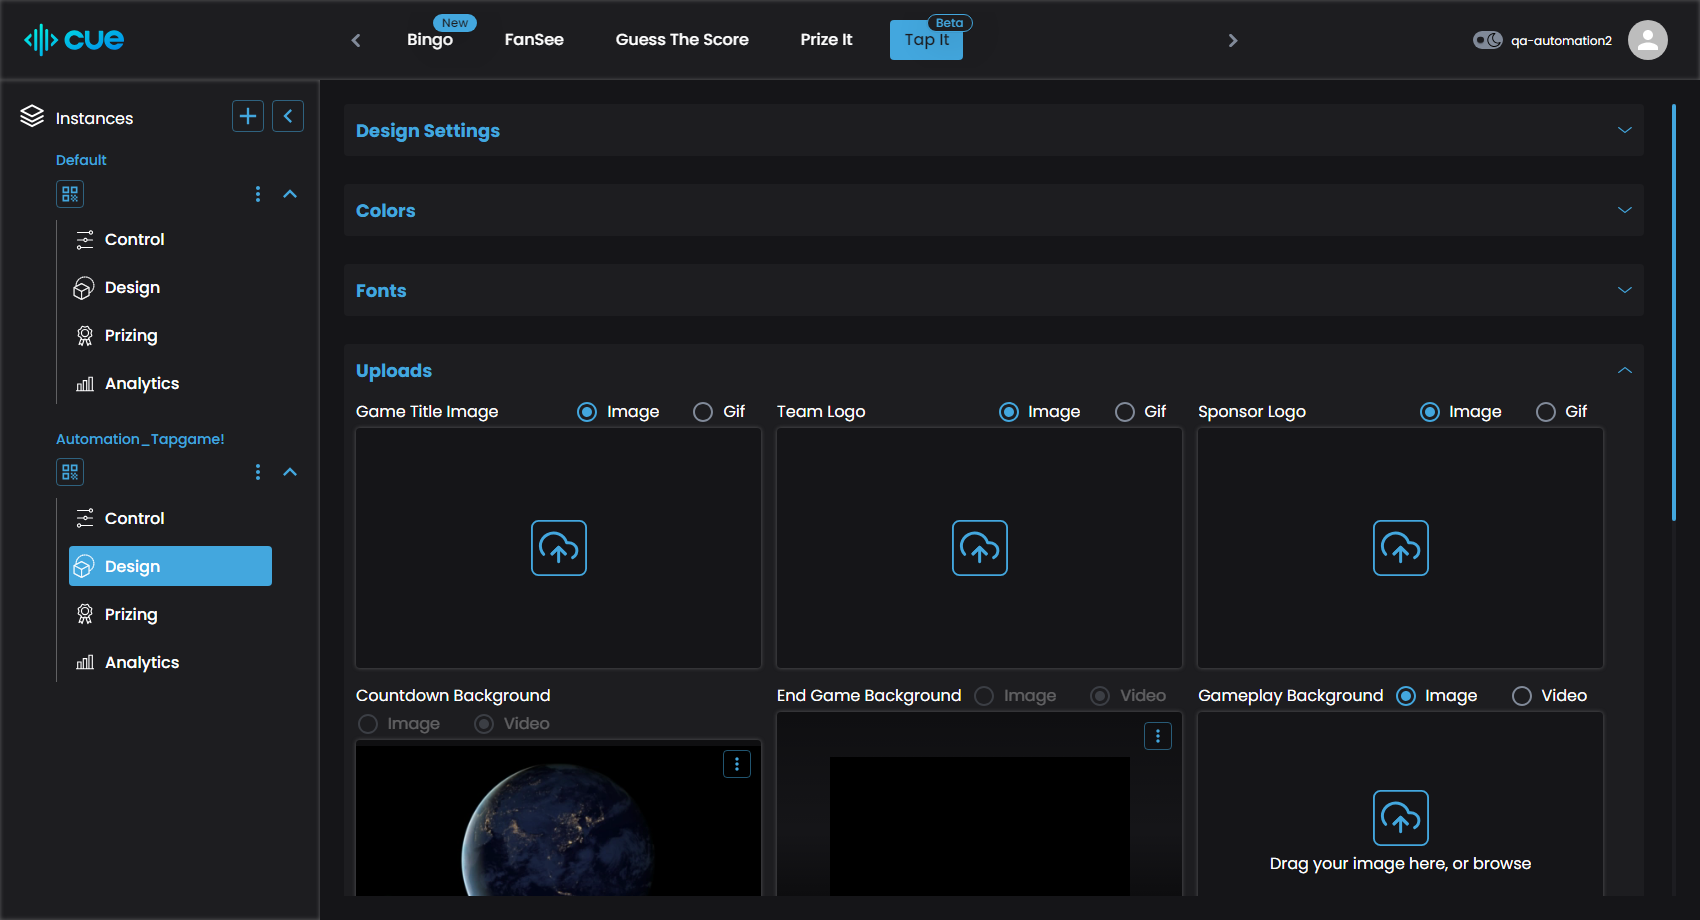 cue
Bingo
New
FanSee
Guess The Score
Prize It
Tap It
Beta
qa-automation2
Instances
Default
Control
Design
Prizing
Analytics
Automation_Tapgame!
Control
Design
Prizing
Analytics
Design Settings
Colors
Fonts
Uploads
Game Title Image
Image
Gif
Team Logo
Image
Gif
Sponsor Logo
Image
Gif
Countdown Background
Image
Video
End Game Background
Image
Video
Gameplay Background
Image
Video
Drag your image here, or browse